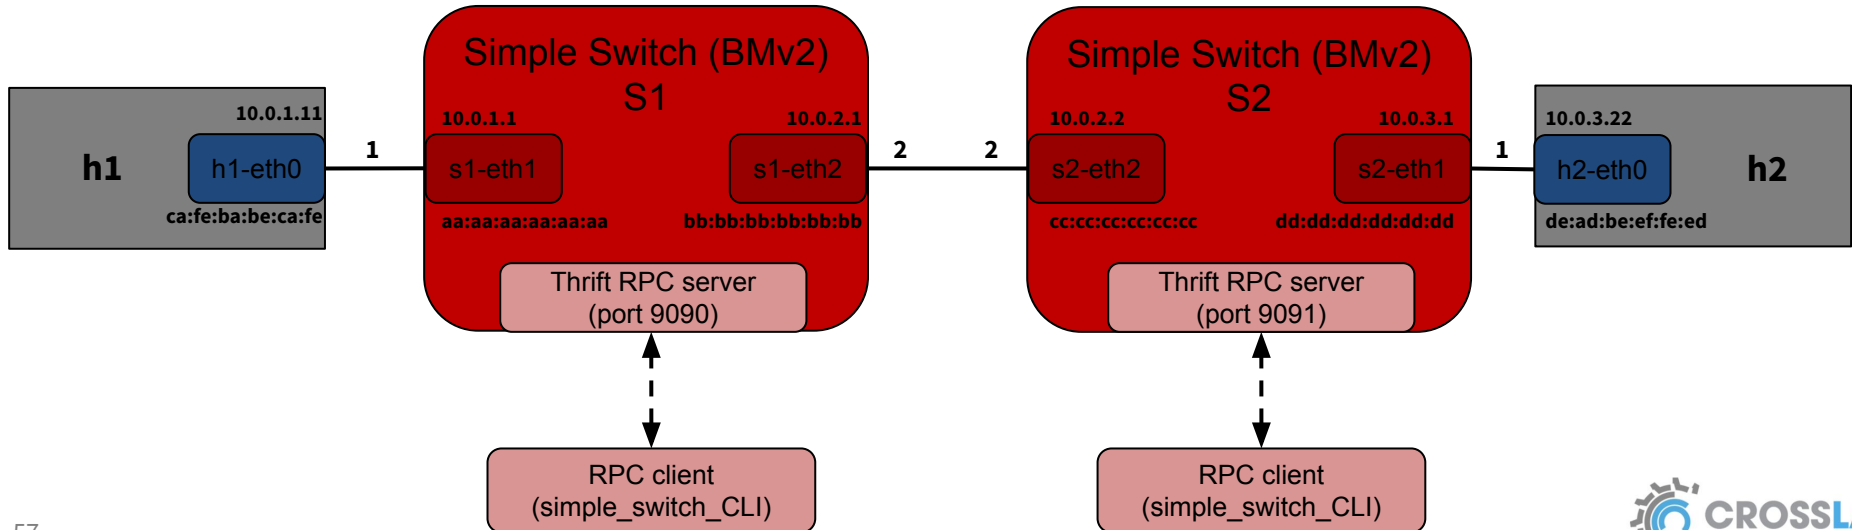 Simple Switch (BMv2)
S1
Simple Switch (BMv2)
S2
10.0.1.11
h1
h1-eth0
ca:fe:ba:be:ca:fe
1
10.0.1.1
s1-eth1
aa:aa:aa:aa:aa:aa
10.0.2.1
s1-eth2
bb:bb:bb:bb:bb:bb
2
2
10.0.2.2
s2-eth2
cc:cc:cc:cc:cc:cc
10.0.3.1
s2-eth1
dd:dd:dd:dd:dd:dd
1
10.0.3.22
h2-eth0
de:ad:be:ef:fe:ed
h2
Thrift RPC server
(port 9090)
Thrift RPC server
(port 9091)
RPC client
(simple_switch_CLI)
RPC client
(simple_switch_CLI)
57